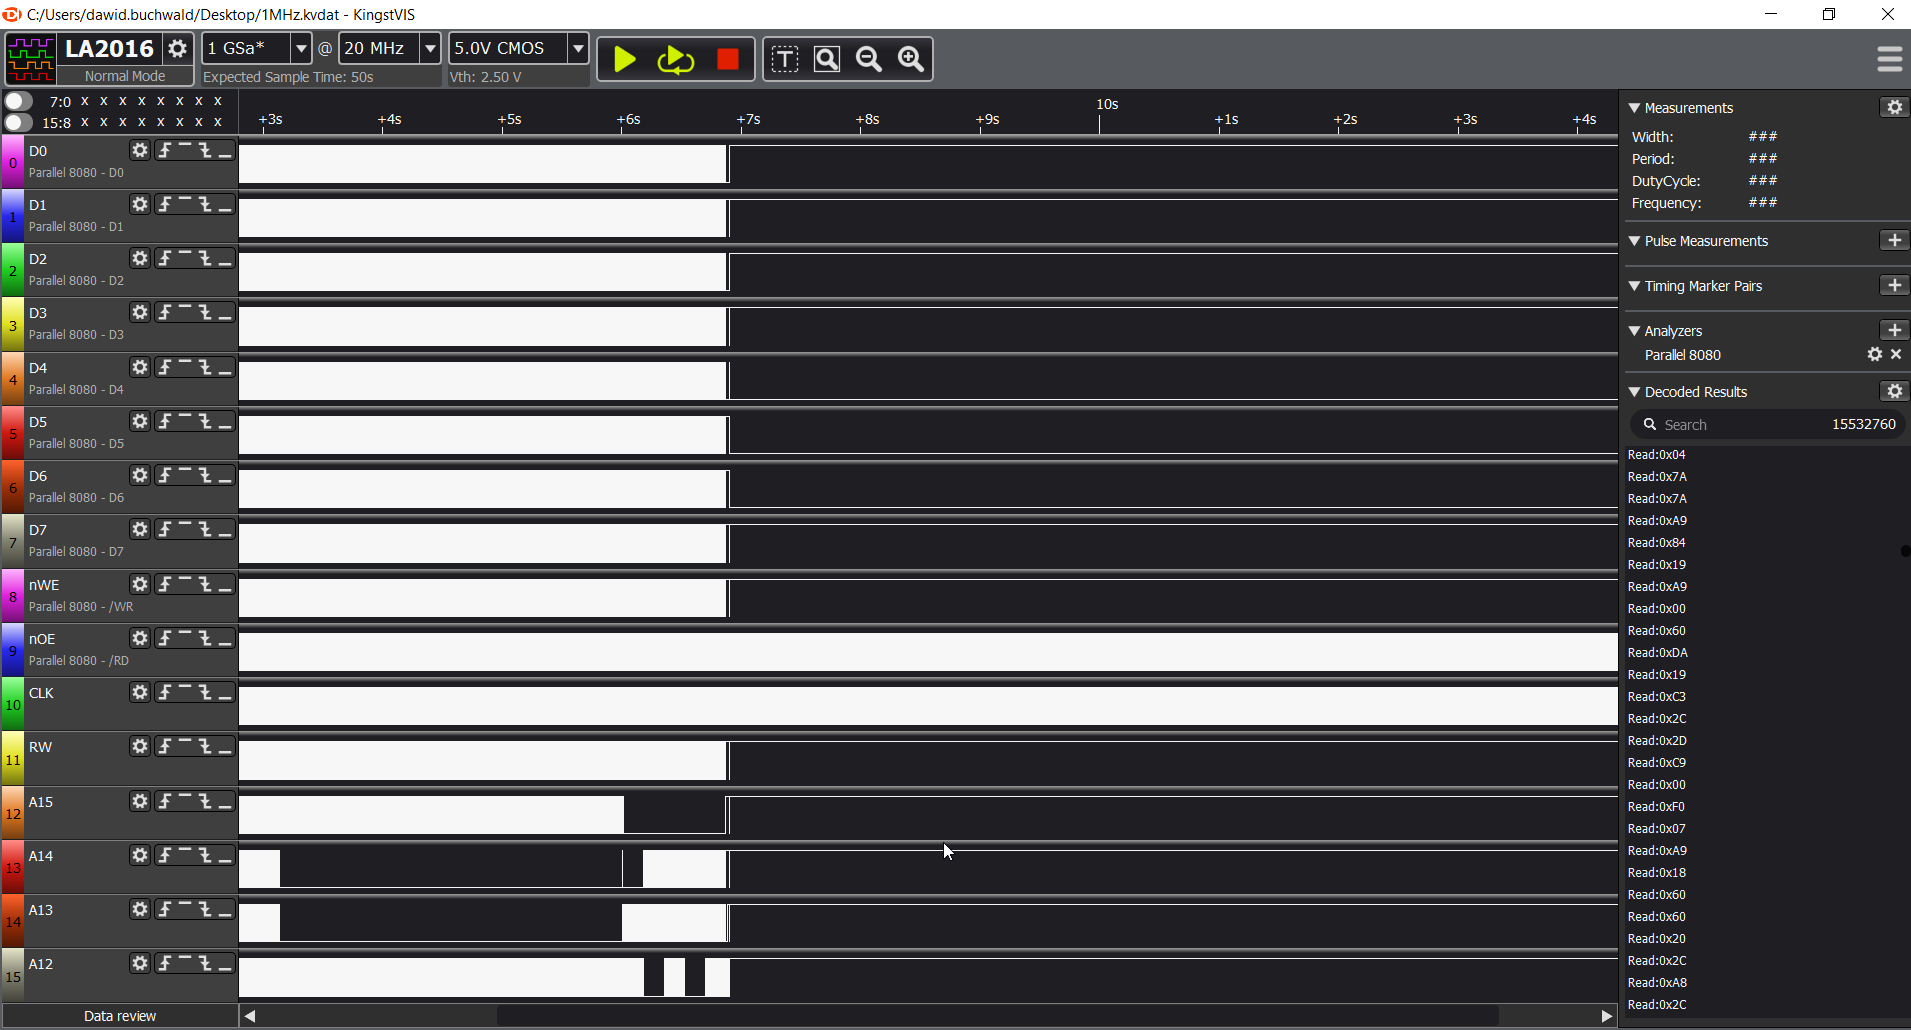 C:/Users/dawid.buchwald/Desktop/1MHz.kvdat - KingstVIS
LA2016
Normal Mode
1 GSa* @ 20 MHz 5.0V CMOS
Expected Sample Time: 50s Vth: 2.50 V
T
7:0 X X X X X X X X
15:8 X X X X X X X X
10s
+3s +4s +5s +6s +7s +8s +9s +1s +2s +3s +4s
0 D0
Parallel 8080 - D0
1 D1
Parallel 8080 - D1
2 D2
Parallel 8080 - D2
3 D3
Parallel 8080 - D3
4 D4
Parallel 8080 - D4
5 D5
Parallel 8080 - D5
6 D6
Parallel 8080 - D6
7 D7
Parallel 8080 - D7
8 nWE
Parallel 8080 - /WR
9 nOE
Parallel 8080 - /RD
10 CLK
11 RW
12 A15
13 A14
14 A13
15 A12
Data review
Measurements
Width: ###
Period: ###
DutyCycle: ###
Frequency: ###
Pulse Measurements
Timing Marker Pairs
Analyzers
Parallel 8080
Decoded Results
Search 15532760
Read:0x04
Read:0x7A
Read:0x7A
Read:0xA9
Read:0x84
Read:0x19
Read:0xA9
Read:0x00
Read:0x60
Read:0xDA
Read:0x19
Read:0xC3
Read:0x2C
Read:0x2D
Read:0xC9
Read:0x00
Read:0xF0
Read:0x07
Read:0xA9
Read:0x18
Read:0x60
Read:0x60
Read:0x20
Read:0x2C
Read:0xA8
Read:0x2C